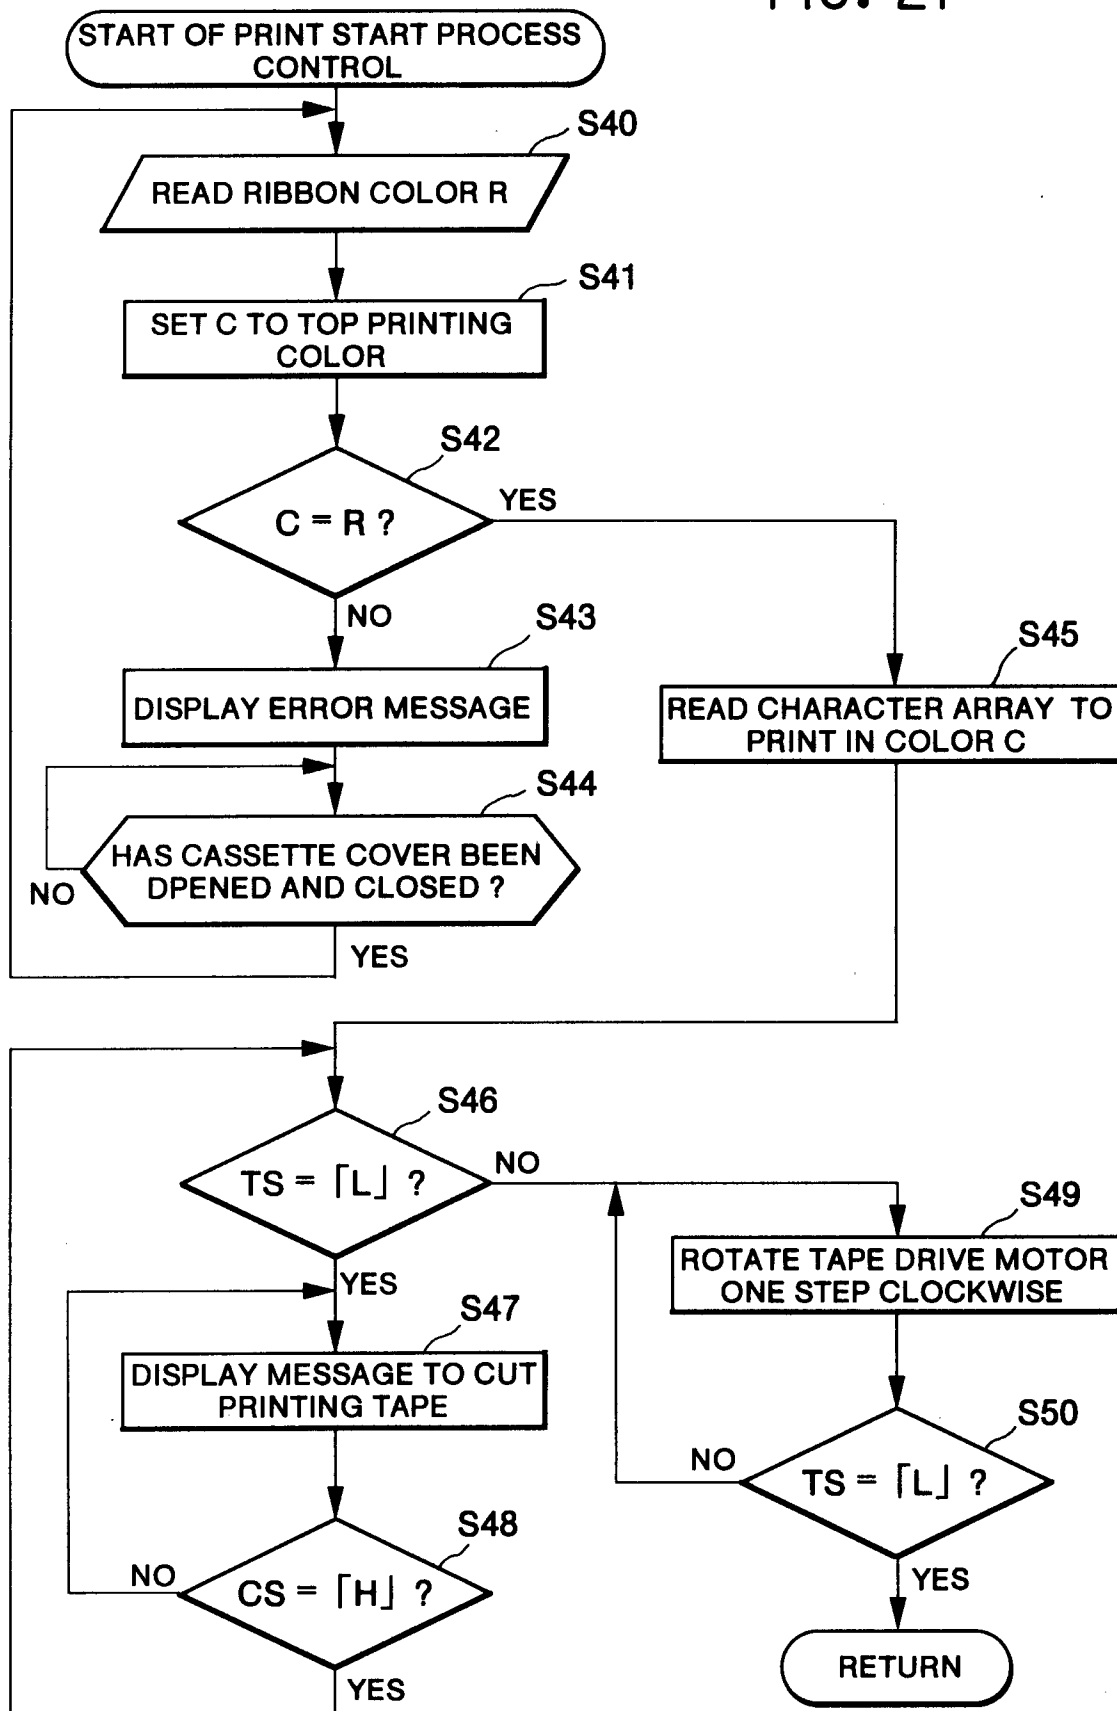 START OF PRINT START PROCESS
CONTROL
S40
READ RIBBON COLOR R
S41
SET C TO TOP PRINTING
COLOR
S42
C = R ?
YES
NO
S43
DISPLAY ERROR MESSAGE
S45
READ CHARACTER ARRAY TO
PRINT IN COLOR C
S44
HAS CASSETTE COVER BEEN
DPENED AND CLOSED ?
NO
YES
S46
TS = ⌈L⌋ ?
NO
YES
S47
DISPLAY MESSAGE TO CUT
PRINTING TAPE
S49
ROTATE TAPE DRIVE MOTOR
ONE STEP CLOCKWISE
S48
CS = ⌈H⌋ ?
NO
YES
S50
TS = ⌈L⌋ ?
NO
YES
RETURN